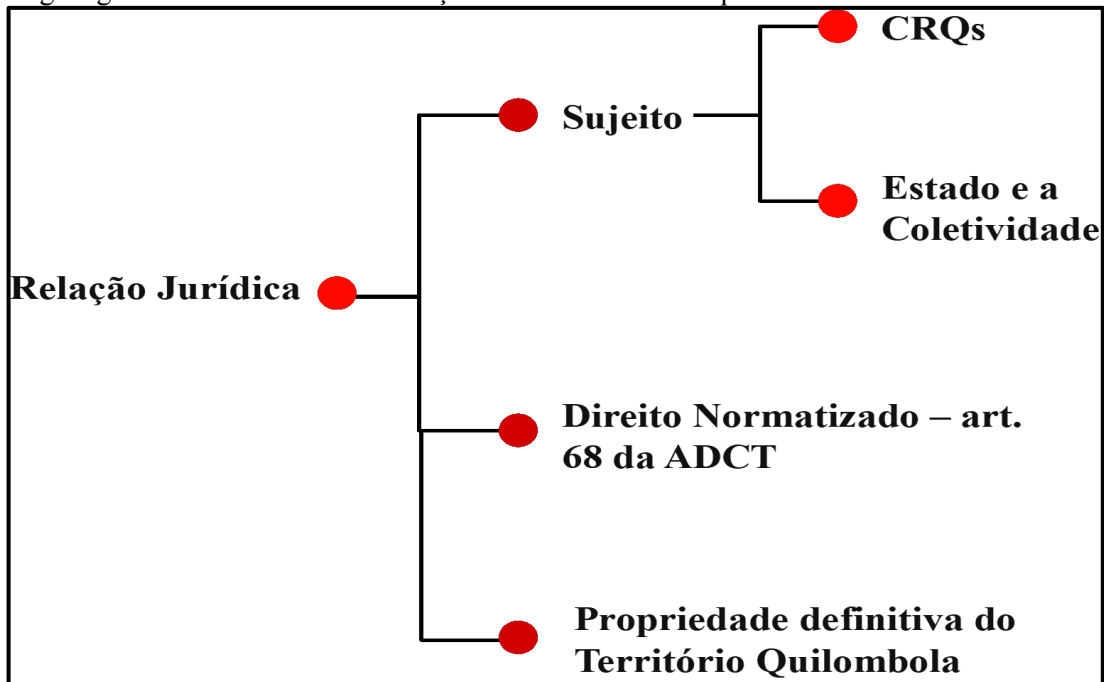 CRQs
Sujeito
Estado e a
Coletividade
Relação Jurídica
Direito Normatizado – art.
68 da ADCT
Propriedade definitiva do
Território Quilombola